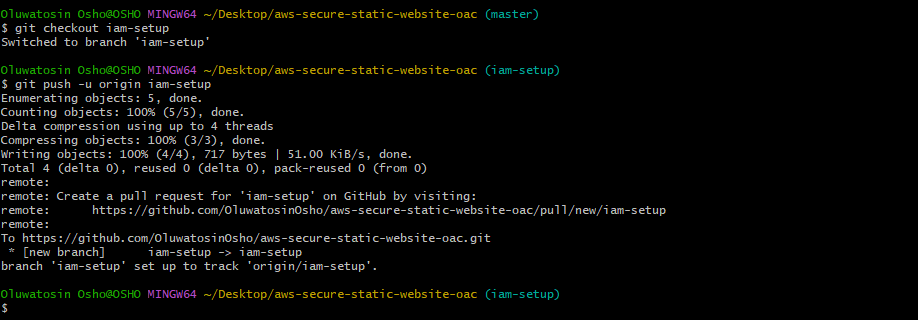 Oluwatosin Osho@OSHO MINGW64 ~/Desktop/aws-secure-static-website-oac (master)
$ git checkout iam-setup
Switched to branch 'iam-setup'
Oluwatosin Osho@OSHO MINGW64 ~/Desktop/aws-secure-static-website-oac (iam-setup)
$ git push -u origin iam-setup
Enumerating objects: 5, done.
Counting objects: 100% (5/5), done.
Delta compression using up to 4 threads
Compressing objects: 100% (3/3), done.
Writing objects: 100% (4/4), 717 bytes | 51.00 KiB/s, done.
Total 4 (delta 0), reused 0 (delta 0), pack-reused 0 (from 0)
remote:
remote: Create a pull request for 'iam-setup' on GitHub by visiting:
remote:      https://github.com/OluwatosinOsho/aws-secure-static-website-oac/pull/new/iam-setup
remote:
To https://github.com/OluwatosinOsho/aws-secure-static-website-oac.git
 * [new branch]      iam-setup -> iam-setup
branch 'iam-setup' set up to track 'origin/iam-setup'.
Oluwatosin Osho@OSHO MINGW64 ~/Desktop/aws-secure-static-website-oac (iam-setup)
$